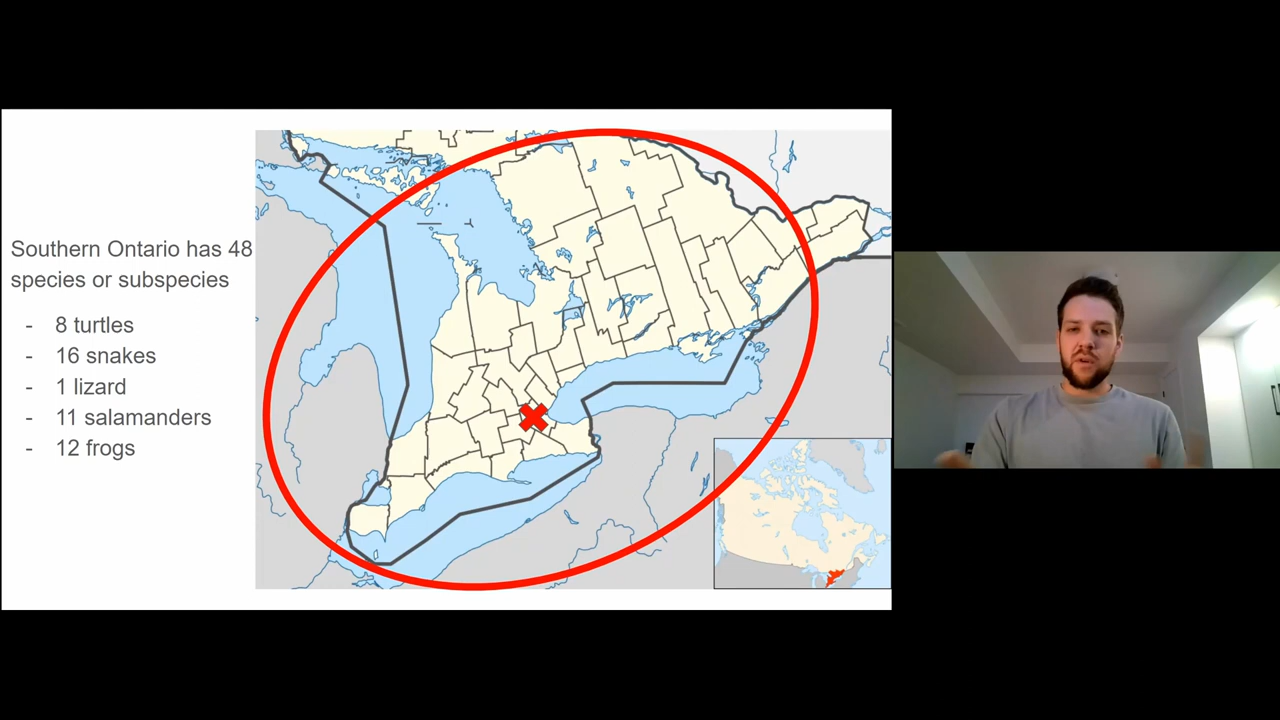 Southern Ontario has 48
species or subspecies
- 8 turtles
- 16 snakes
- 1 lizard
- 11 salamanders
- 12 frogs